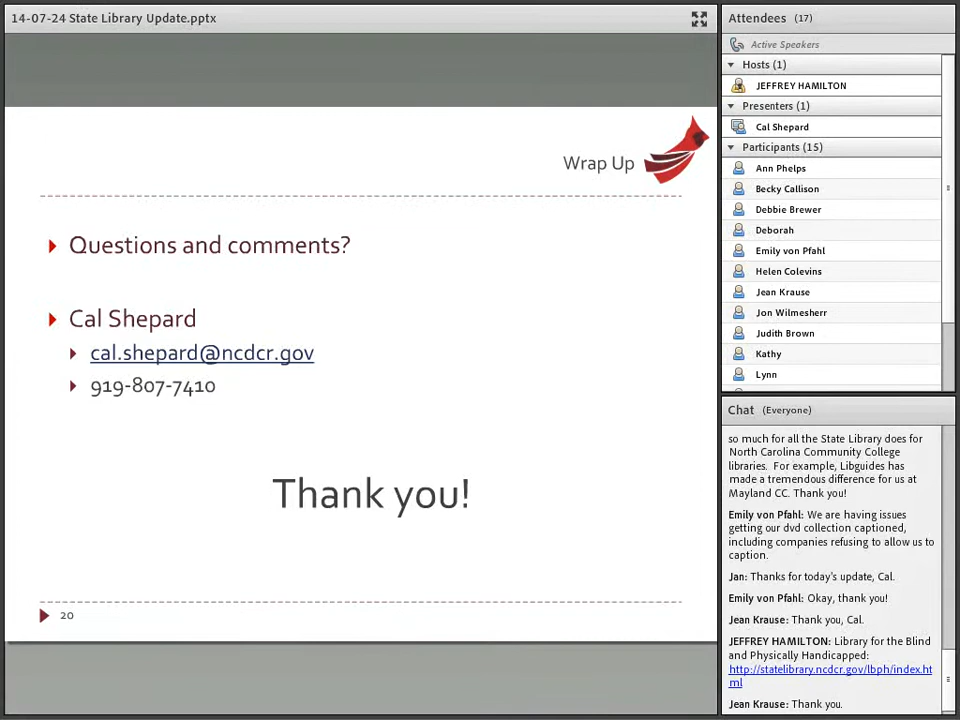 14-07-24 State Library Update.pptx
Wrap Up
Questions and comments?
Cal Shepard
cal.shepard@ncdcr.gov
919-807-7410
Thank you!
20
Attendees (17)
Active Speakers
Hosts (1)
JEFFREY HAMILTON
Presenters (1)
Cal Shepard
Participants (15)
Ann Phelps
Becky Callison
Debbie Brewer
Deborah
Emily von Pfahl
Helen Colevins
Jean Krause
Jon Wilmesherr
Judith Brown
Kathy
Lynn
Chat (Everyone)
so much for all the State Library does for
North Carolina Community College
libraries. For example, Libguides has
made a tremendous difference for us at
Mayland CC. Thank you!
Emily von Pfahl: We are having issues
getting our dvd collection captioned,
including companies refusing to allow us to
caption.
Jan: Thanks for today's update, Cal.
Emily von Pfahl: Okay, thank you!
Jean Krause: Thank you, Cal.
JEFFREY HAMILTON: Library for the Blind
and Physically Handicapped:
http://statelibrary.ncdcr.gov/lbph/index.ht
ml
Jean Krause: Thank you.